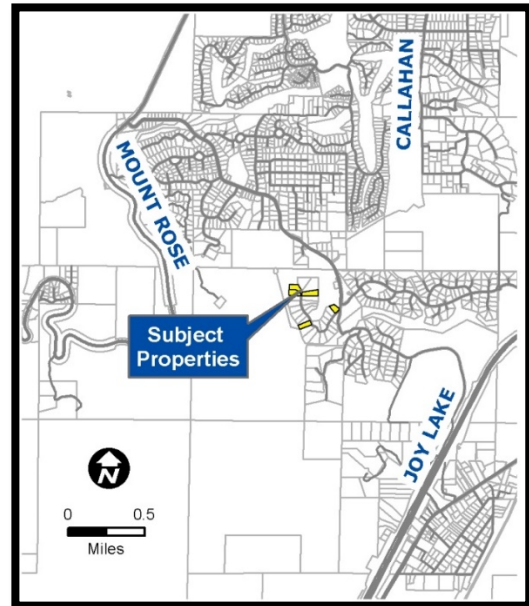 CALLAHAN
MOUNT ROSE
Subject
Properties
JOY LAKE
N
0 0.5
Miles